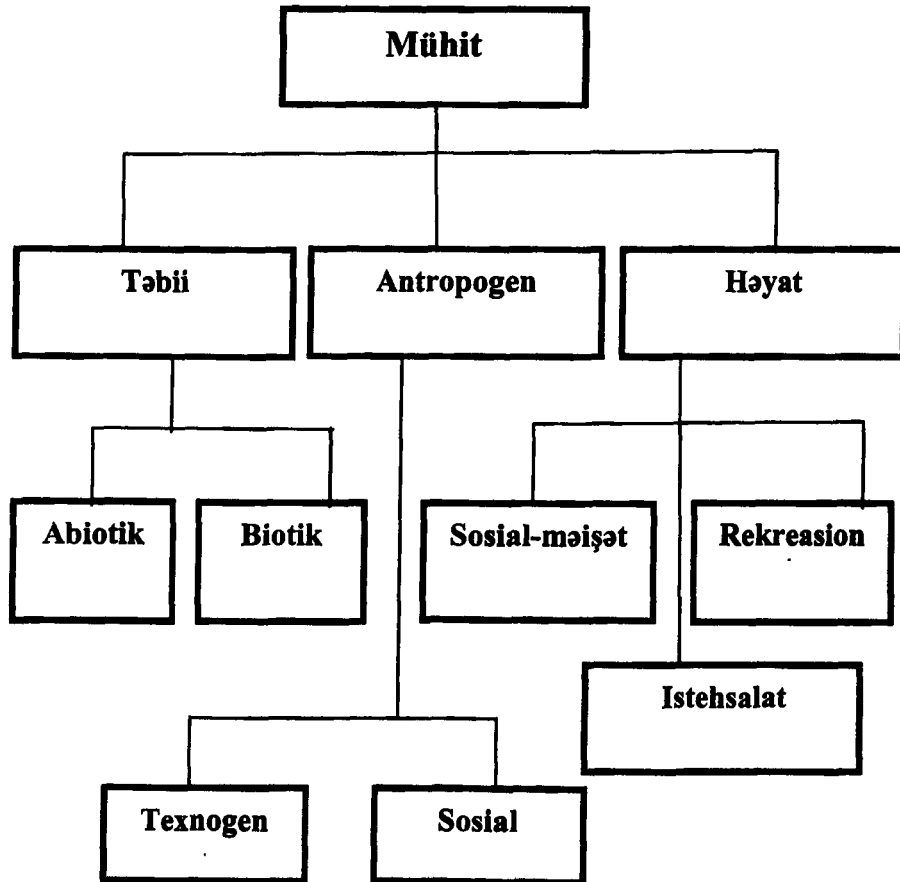 Mühit
Təbii
Antropogen
Həyat
Abiotik
Biotik
Sosial-məişət
Rekreasion
Istehsalat
Texnogen
Sosial